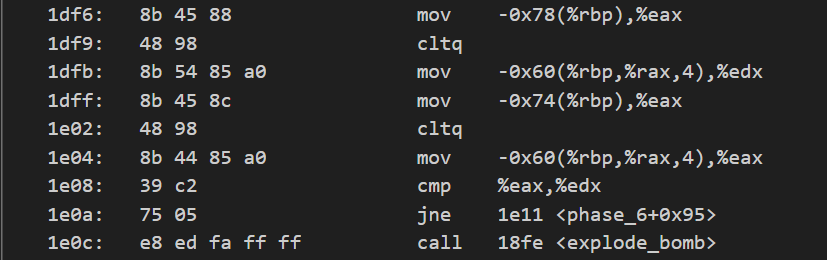 1df6: 8b 45 88 mov -0x78(%rbp),%eax
1df9: 48 98 cltq
1dfb: 8b 54 85 a0 mov -0x60(%rbp,%rax,4),%edx
1dff: 8b 45 8c mov -0x74(%rbp),%eax
1e02: 48 98 cltq
1e04: 8b 44 85 a0 mov -0x60(%rbp,%rax,4),%eax
1e08: 39 c2 cmp %eax,%edx
1e0a: 75 05 jne 1e11 <phase_6+0x95>
1e0c: e8 ed fa ff ff call 18fe <explode_bomb>